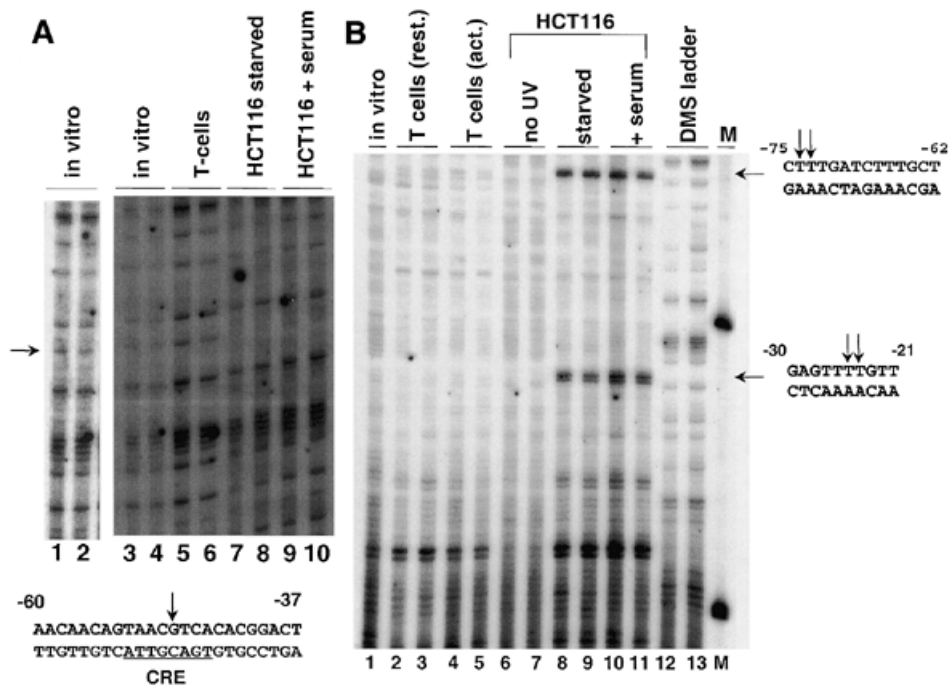 A
in vitro
in vitro
T-cells
HCT116 starved
HCT116 + serum
1 2 3 4 5 6 7 8 9 10
-60 -37
AACAACAGTAACGTCACACGGACT
TTGTTGTCATTGCAGTGTGCCTGA
CRE
B
HCT116
in vitro
T cells (rest.)
T cells (act.)
no UV
starved
+ serum
DMS ladder
M
1 2 3 4 5 6 7 8 9 10 11 12 13 M
-75 -62
CTTTGATCTTTGCT
GAAACTAGAAACGA
-30 -21
GAGTTTTGTT
CTCAAAACAA